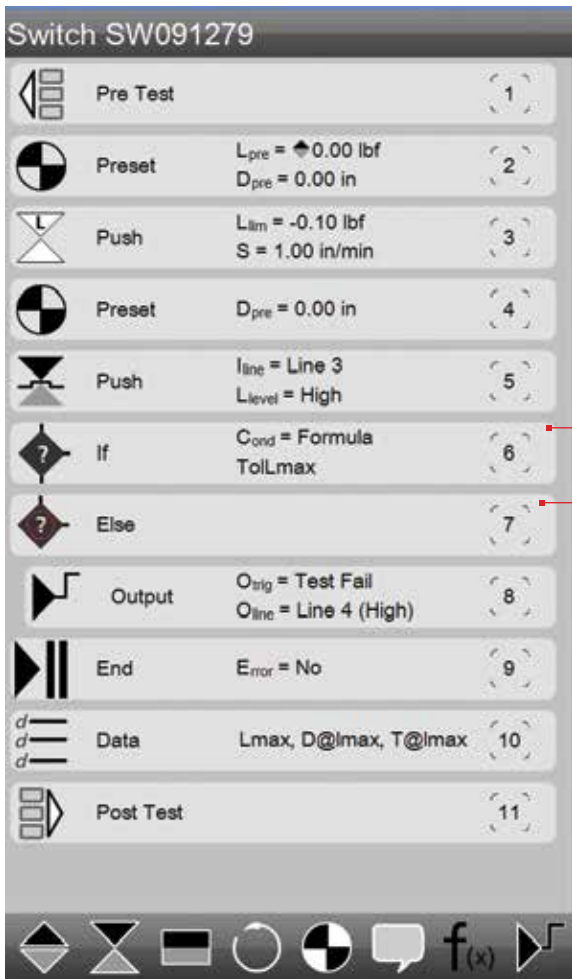 Switch SW091279
Pre Test 1
Preset Lpre = 0.00 lbf 2
Dpre = 0.00 in
L Push Llim = -0.10 lbf 3
S = 1.00 in/min
Preset Dpre = 0.00 in 4
Push Iline = Line 3 5
Llevel = High
? If Cond = Formula 6
TolLmax
? Else 7
Output Otrig = Test Fail 8
Oline = Line 4 (High)
End Error = No 9
d
d Data Lmax, D@lmax, T@lmax 10
d
Post Test 11
f(x)